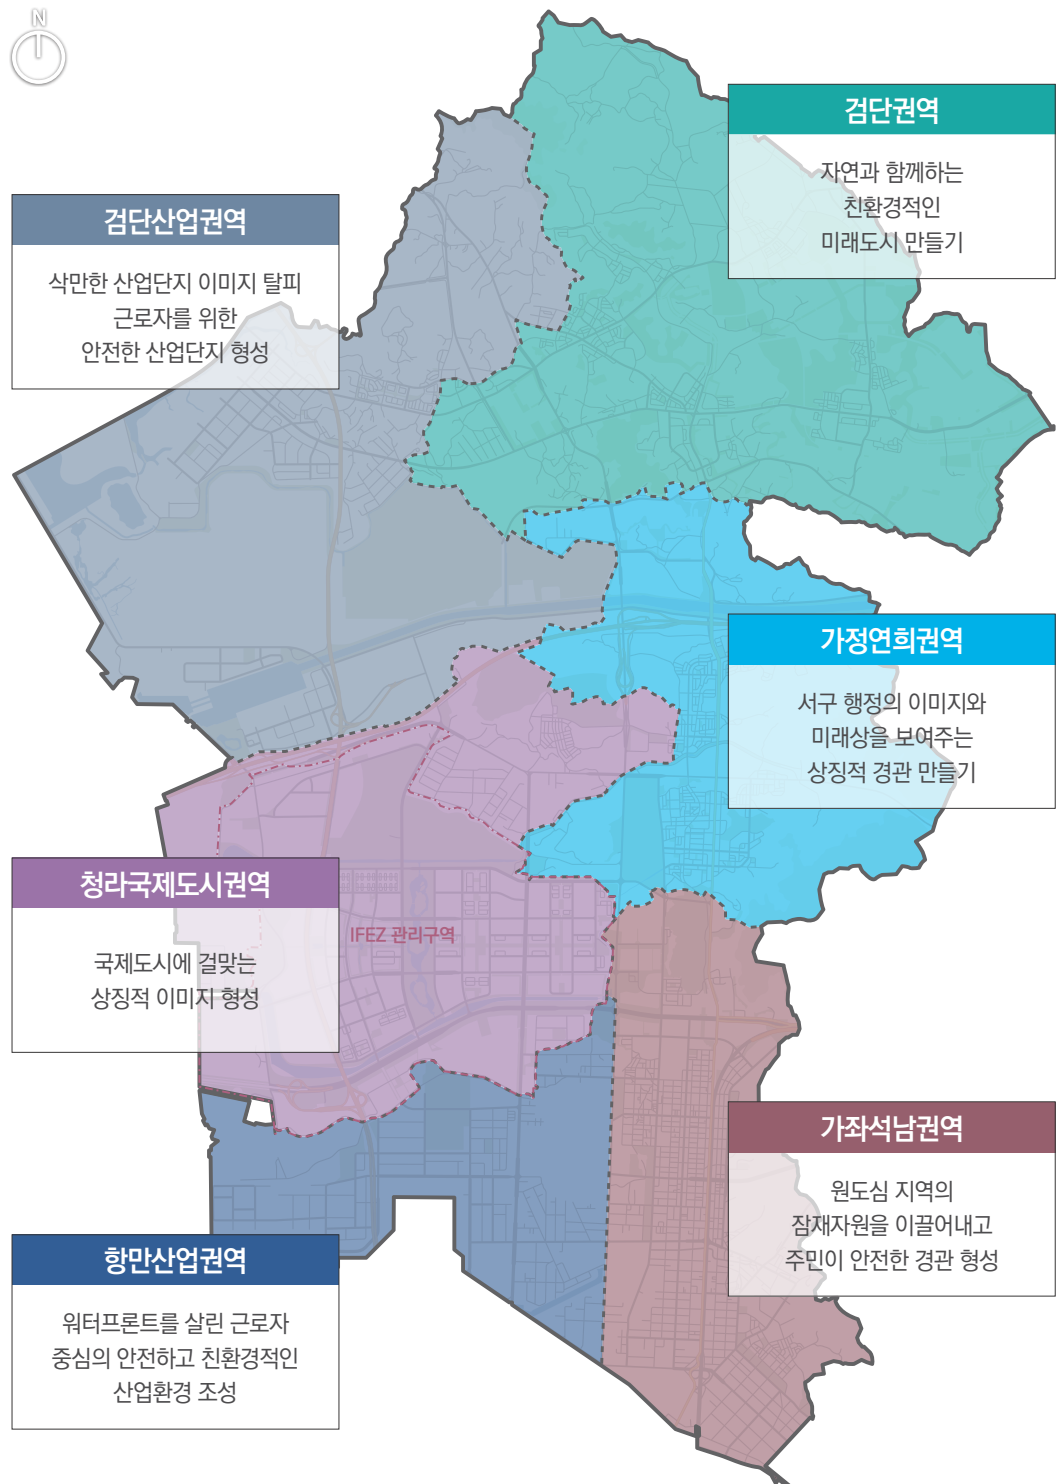 N
검단권역
자연과 함께하는
친환경적인
미래도시 만들기
검단산업권역
삭만한 산업단지 이미지 탈피
근로자를 위한
안전한 산업단지 형성
가정연희권역
서구 행정의 이미지와
미래상을 보여주는
상징적 경관 만들기
청라국제도시권역
국제도시에 걸맞는
상징적 이미지 형성
IFEZ 관리구역
가좌석남권역
원도심 지역의
잠재자원을 이끌어내고
주민이 안전한 경관 형성
항만산업권역
워터프론트를 살린 근로자
중심의 안전하고 친환경적인
산업환경 조성